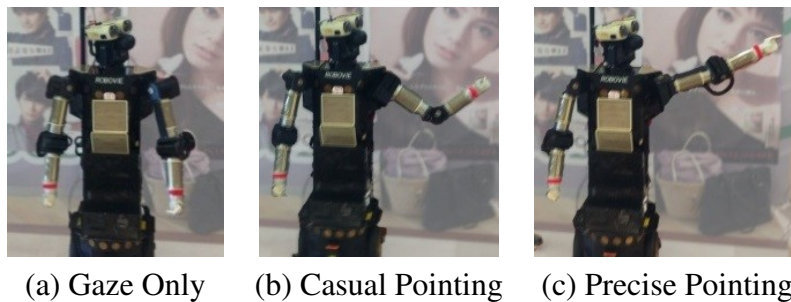 ROBOVIE
ROBOVIE
ROBOVIE
(a) Gaze Only
(b) Casual Pointing
(c) Precise Pointing